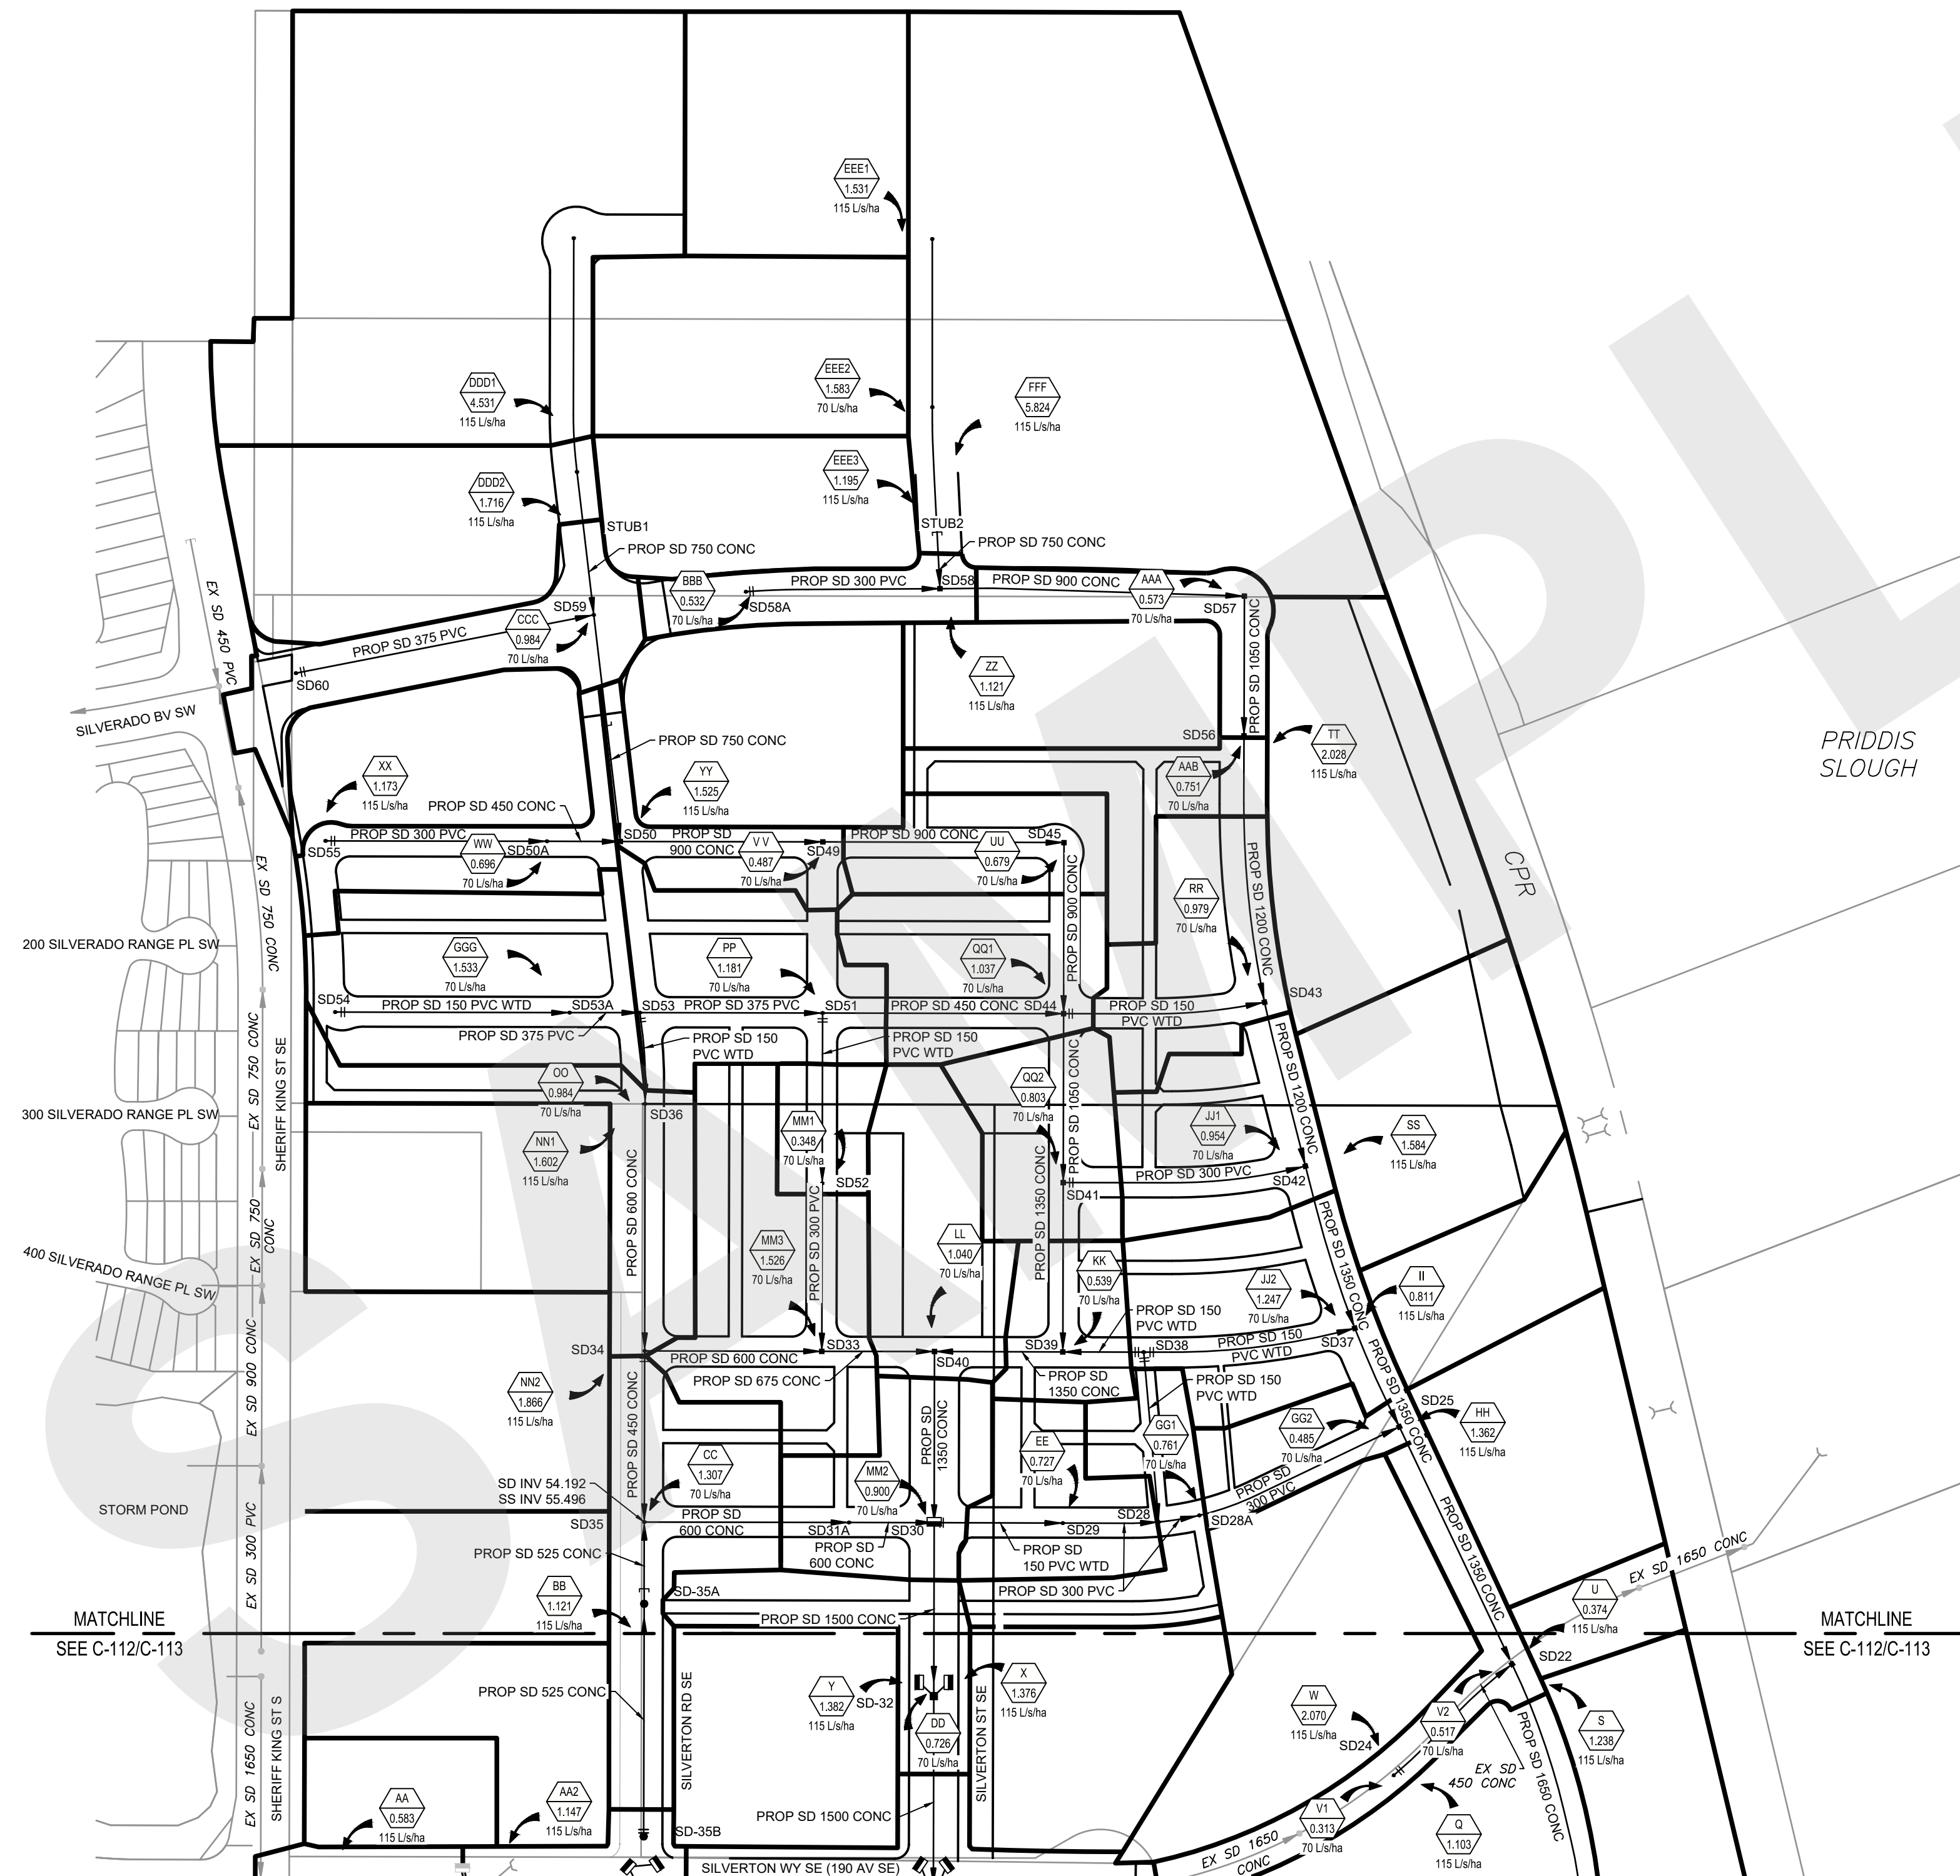 EEE1
1.531
115 L/s/ha
DDD1
4.531
115 L/s/ha
EEE2
1.583
70 L/s/ha
FFF
5.824
115 L/s/ha
DDD2
1.716
115 L/s/ha
EEE3
1.195
115 L/s/ha
STUB1
STUB2
PROP SD 750 CONC
PROP SD 750 CONC
EX SD 450 PVC
BBB
0.532
70 L/s/ha
PROP SD 300 PVC
SD58
PROP SD 900 CONC
AAA
0.573
70 L/s/ha
SD59
SD58A
SD57
CCC
0.984
70 L/s/ha
PROP SD 375 PVC
PROP SD 1050 CONC
SD60
ZZ
1.121
115 L/s/ha
SILVERADO BV SW
SD56
PROP SD 750 CONC
TT
2.028
115 L/s/ha
PRIDDIS
SLOUGH
XX
1.173
115 L/s/ha
YY
1.525
115 L/s/ha
AAB
0.751
70 L/s/ha
PROP SD 450 CONC
PROP SD 300 PVC
SD50
PROP SD
900 CONC
PROP SD 900 CONC
SD45
SD55
WW
0.696
70 L/s/ha
SD50A
V V
0.487
70 L/s/ha
SD49
UU
0.679
70 L/s/ha
EX SD 750 CONC
PROP SD 900 CONC
PROP SD 1200 CONC
CPR
RR
0.979
70 L/s/ha
200 SILVERADO RANGE PL SW
GGG
1.533
70 L/s/ha
PP
1.181
70 L/s/ha
QQ1
1.037
70 L/s/ha
SD54
PROP SD 150 PVC WTD
SD53A
SD53
PROP SD 375 PVC
SD51
PROP SD 450 CONC
SD44
PROP SD 150
PVC WTD
SD43
PROP SD 375 PVC
PROP SD 150
PVC WTD
PROP SD 150
PVC WTD
EX SD 750 CONC
SHERIFF KING ST SE
PROP SD 1050 CONC
PROP SD 1200 CONC
OO
0.984
70 L/s/ha
QQ2
0.803
70 L/s/ha
300 SILVERADO RANGE PL SW
SD36
MM1
0.348
70 L/s/ha
JJ1
0.954
70 L/s/ha
SS
1.584
115 L/s/ha
NN1
1.602
115 L/s/ha
PROP SD 300 PVC
SD52
SD41
SD42
PROP SD 600 CONC
PROP SD 300 PVC
PROP SD 1350 CONC
PROP SD 1350 CONC
EX SD 750
CONC
400 SILVERADO RANGE PL SW
MM3
1.526
70 L/s/ha
LL
1.040
70 L/s/ha
KK
0.539
70 L/s/ha
JJ2
1.247
70 L/s/ha
II
0.811
115 L/s/ha
PROP SD 150
PVC WTD
SD34
PROP SD 600 CONC
SD33
SD40
SD39
SD38
PROP SD 150
PVC WTD
SD37
PROP SD 675 CONC
PROP SD
1350 CONC
PROP SD 150
PVC WTD
EX SD 900 CONC
NN2
1.866
115 L/s/ha
PROP SD 450 CONC
PROP SD
1350 CONC
PROP SD 1350 CONC
SD25
HH
1.362
115 L/s/ha
GG1
0.761
70 L/s/ha
GG2
0.485
70 L/s/ha
EE
0.727
70 L/s/ha
CC
1.307
70 L/s/ha
MM2
0.900
70 L/s/ha
SD INV 54.192
SS INV 55.496
PROP SD
300 PVC
STORM POND
SD35
PROP SD
600 CONC
SD31A
SD30
SD29
SD28
SD28A
PROP SD
600 CONC
PROP SD
150 PVC WTD
PROP SD 1350 CONC
PROP SD 525 CONC
EX SD 300 PVC
EX SD 1650 CONC
BB
1.121
115 L/s/ha
SD-35A
PROP SD 300 PVC
U
0.374
115 L/s/ha
PROP SD 1500 CONC
MATCHLINE
SEE C-112/C-113
MATCHLINE
SEE C-112/C-113
SD22
PROP SD 525 CONC
SILVERTON RD SE
Y
1.382
115 L/s/ha
SD-32
X
1.376
115 L/s/ha
DD
0.726
70 L/s/ha
SILVERTON ST SE
W
2.070
115 L/s/ha
SD24
V2
0.517
70 L/s/ha
S
1.238
115 L/s/ha
EX SD
450 CONC
PROP SD 1650 CONC
EX SD 1650 CONC
SHERIFF KING ST S
AA
0.583
115 L/s/ha
AA2
1.147
115 L/s/ha
SD-35B
PROP SD 1500 CONC
V1
0.313
70 L/s/ha
Q
1.103
115 L/s/ha
EX SD 1650
CONC
SILVERTON WY SE (190 AV SE)
SAMPL